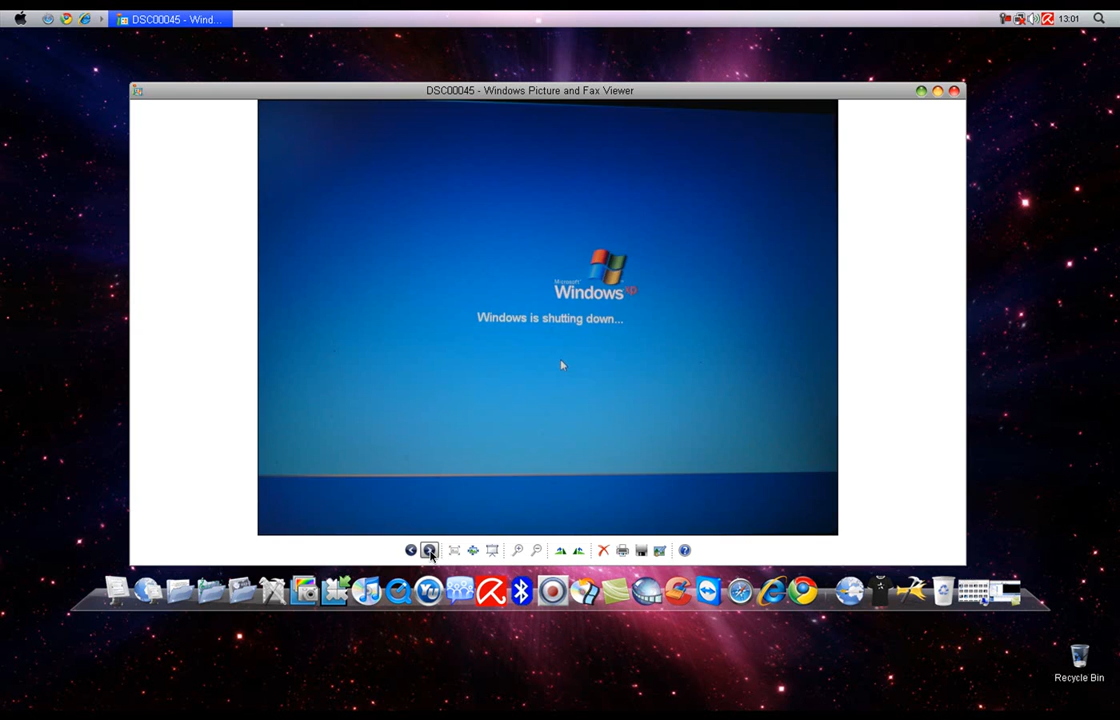 DSC00045 - Wind...
13:01
DSC00045 - Windows Picture and Fax Viewer
Microsoft
Windows xp
Windows is shutting down...
Recycle Bin